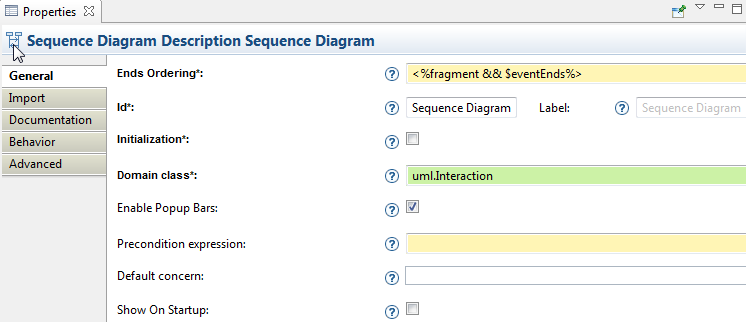 Properties
Sequence Diagram Description Sequence Diagram
General
Import
Documentation
Behavior
Advanced
Ends Ordering*: <%fragment && $eventEnds%>
Id*: Sequence Diagram Label: Sequence Diagram
Initialization*:
Domain class*: uml.Interaction
Enable Popup Bars:
Precondition expression:
Default concern:
Show On Startup: